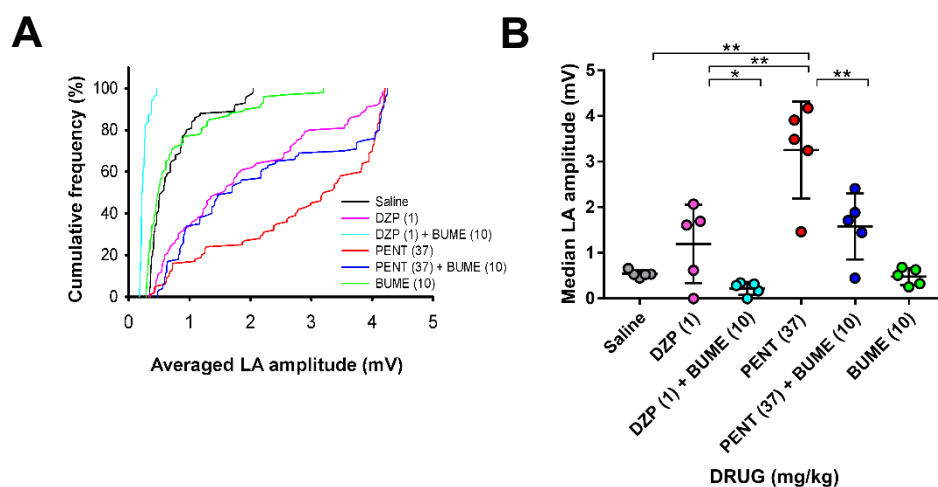 A
Cumulative frequency (%)
100
80
60
40
20
0
0
1
2
3
4
5
Averaged LA amplitude (mV)
Saline
DZP (1)
DZP (1) + BUME (10)
PENT (37)
PENT (37) + BUME (10)
BUME (10)
B
Median LA amplitude (mV)
5
4
3
2
1
0
**
**
*
**
Saline
DZP (1)
DZP (1) + BUME (10)
PENT (37)
PENT (37) + BUME (10)
BUME (10)
DRUG (mg/kg)